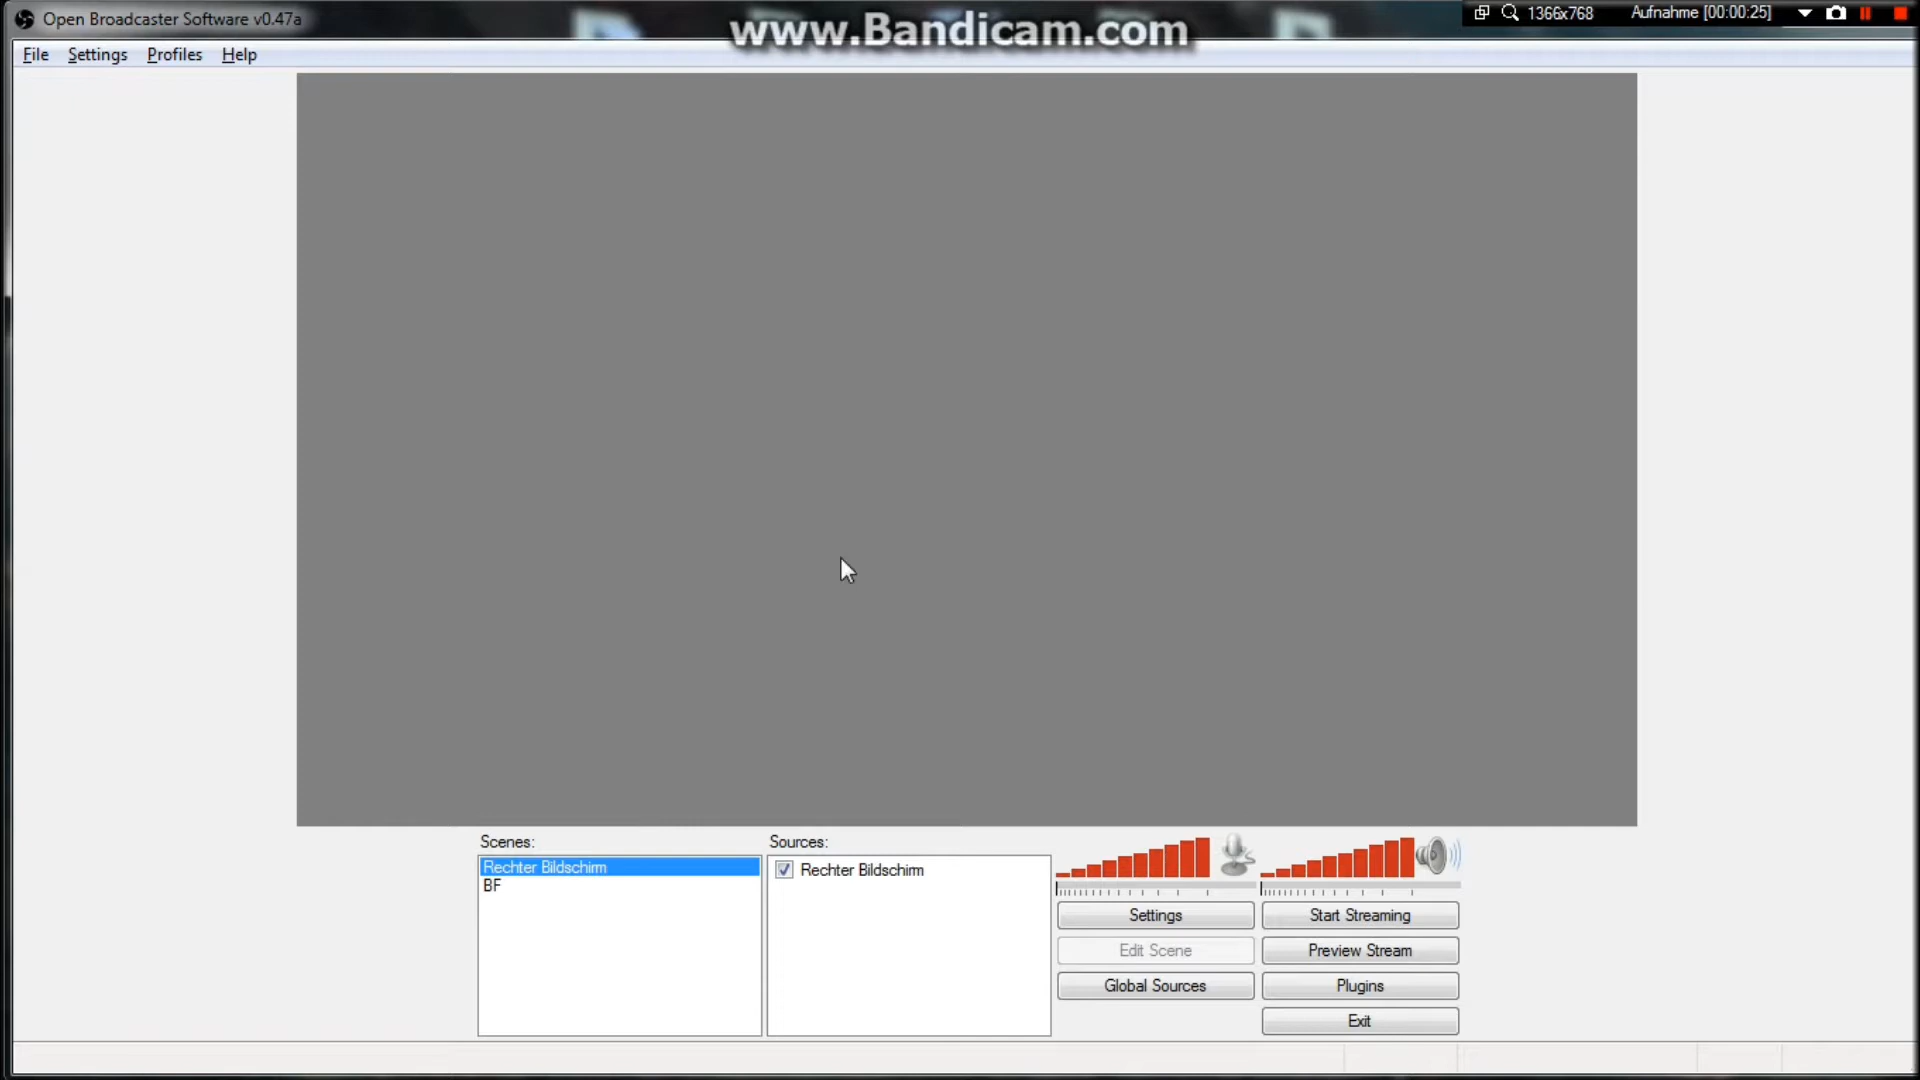 Open Broadcaster Software v0.47a
www.Bandicam.com
1366x768
Aufnahme [00:00:25]
File Settings Profiles Help
Scenes:
Rechter Bildschirm
BF
Sources:
Rechter Bildschirm
Settings
Start Streaming
Edit Scene
Preview Stream
Global Sources
Plugins
Exit